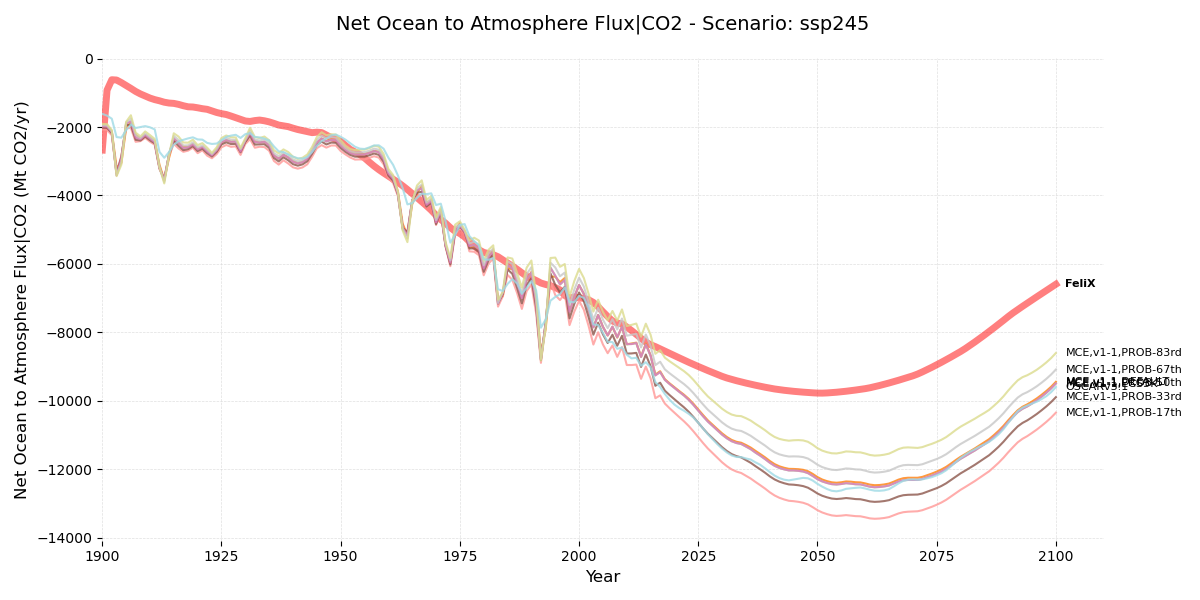 Net Ocean to Atmosphere Flux|CO2 - Scenario: ssp245
Net Ocean to Atmosphere Flux|CO2 (Mt CO2/yr)
0
−2000
−4000
−6000
−8000
−10000
−12000
−14000
1900
1925
1950
1975
2000
2025
2050
2075
2100
Year
FeliX
MCE,v1-1,PROB-83rd
MCE,v1-1,PROB-67th
MCE,v1-1,PROB-33rd
MCE,v1-1,PROB-17th